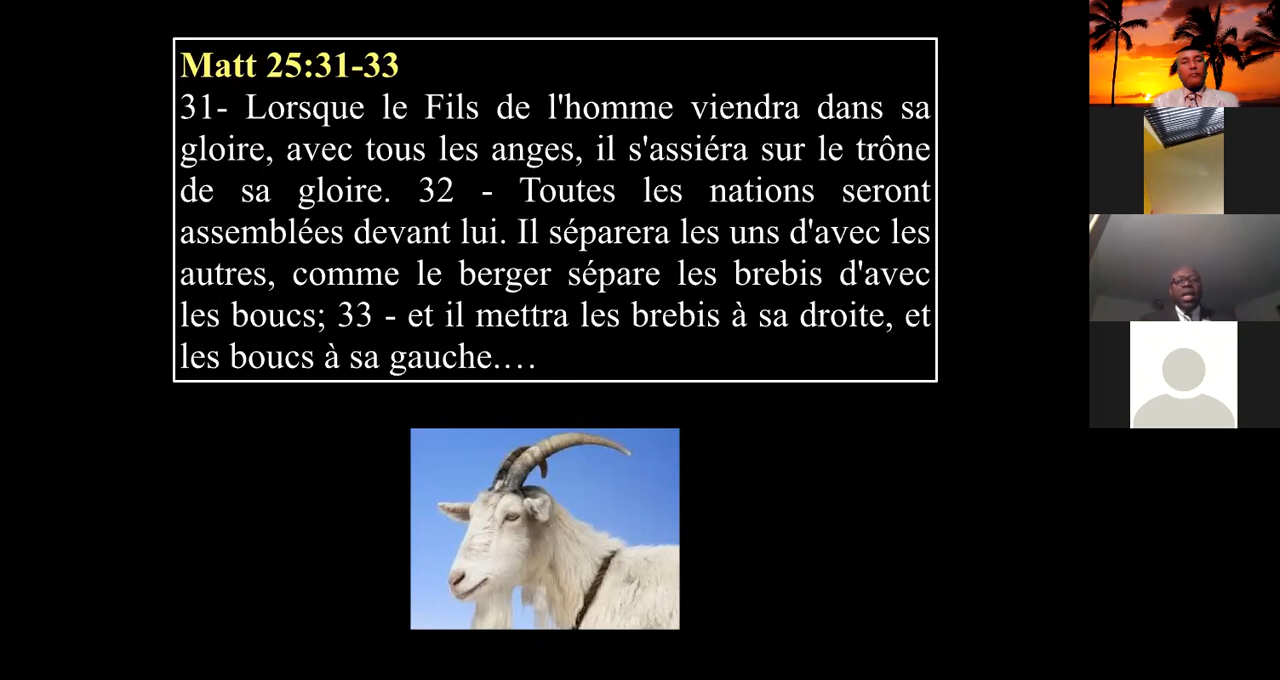 Matt 25:31-33
31- Lorsque le Fils de l'homme viendra dans sa
gloire, avec tous les anges, il s'assiéra sur le trône
de sa gloire. 32 - Toutes les nations seront
assemblées devant lui. Il séparera les uns d'avec les
autres, comme le berger sépare les brebis d'avec
les boucs; 33 - et il mettra les brebis à sa droite, et
les boucs à sa gauche.…